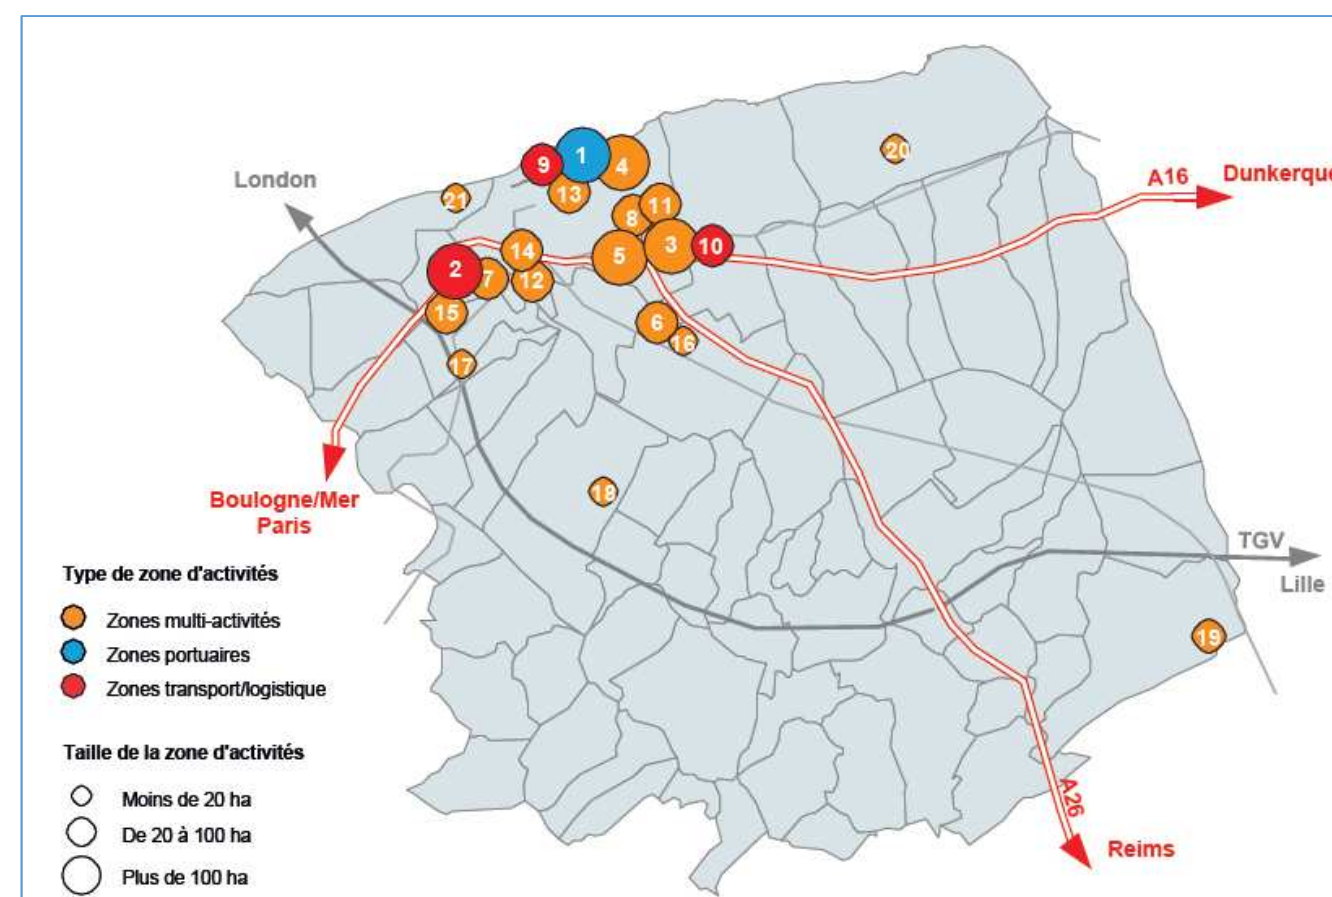 A16
Dunkerque
London
9
1
4
20
21
13
11
8
14
5
3
10
2
7
12
15
6
16
17
Boulogne/Mer
Paris
18
TGV
Lille
19
A26
Reims
Type de zone d'activités
Zones multi-activités
Zones portuaires
Zones transport/logistique
Taille de la zone d'activités
Moins de 20 ha
De 20 à 100 ha
Plus de 100 ha